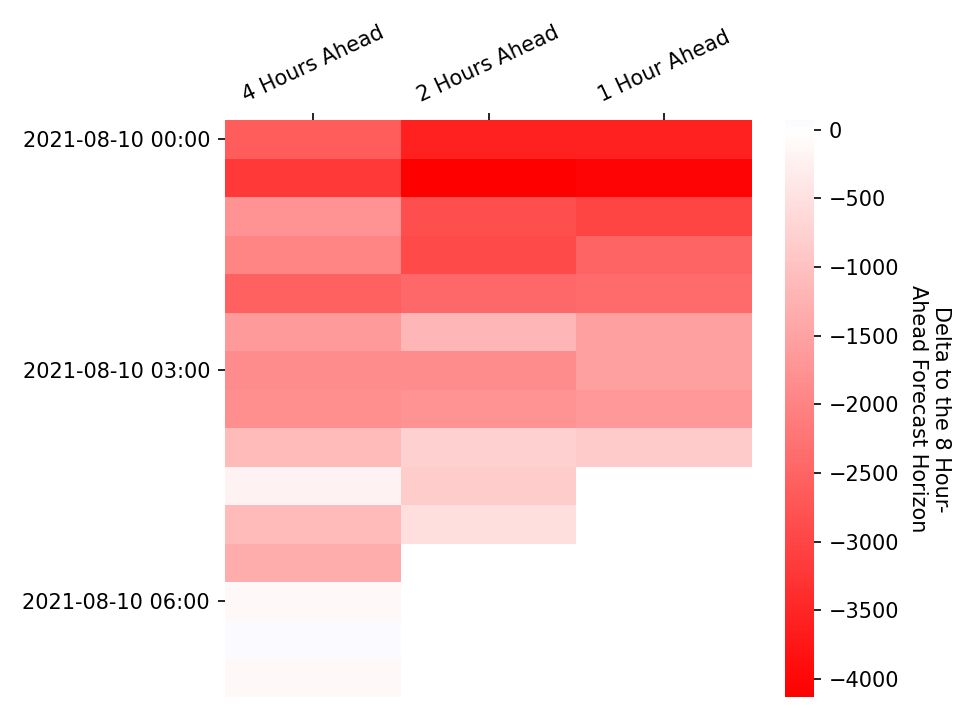 4 Hours Ahead
2 Hours Ahead
1 Hour Ahead
2021-08-10 00:00
2021-08-10 03:00
2021-08-10 06:00
0
−500
−1000
−1500
−2000
−2500
−3000
−3500
−4000
Delta to the 8 Hour-
Ahead Forecast Horizon